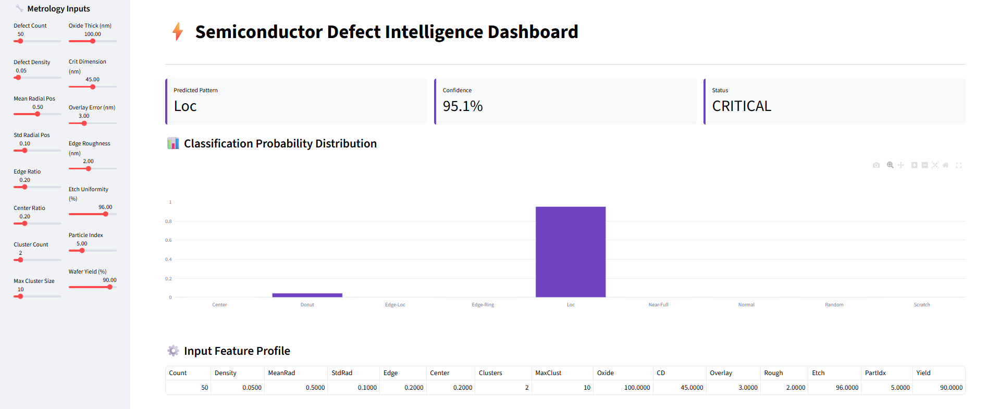 Metrology Inputs
Defect Count
50
Defect Density
0.05
Mean Radial Pos
0.50
Std Radial Pos
0.10
Edge Ratio
0.20
Center Ratio
0.20
Cluster Count
2
Max Cluster Size
10
Oxide Thick (nm)
100.00
Crit Dimension
(nm)
45.00
Overlay Error (nm)
3.00
Edge Roughness
(nm)
2.00
Etch Uniformity
(%)
96.00
Particle Index
5.00
Wafer Yield (%)
90.00
Semiconductor Defect Intelligence Dashboard
Predicted Pattern
Loc
Confidence
95.1%
Status
CRITICAL
Classification Probability Distribution
1
0.8
0.6
0.4
0.2
0
Center Donut Edge-Loc Edge-Ring Loc Near-Full Normal Random Scratch
Input Feature Profile
Count Density MeanRad StdRad Edge Center Clusters MaxClust Oxide CD Overlay Rough Etch PartIdx Yield
50 0.0500 0.5000 0.1000 0.2000 0.2000 2 10 100.0000 45.0000 3.0000 2.0000 96.0000 5.0000 90.0000